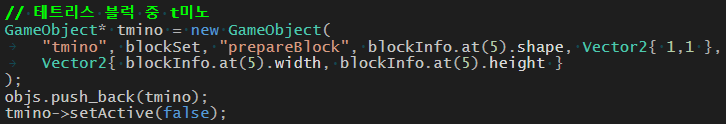 // 테트리스 블럭 중 t미노
GameObject* tmino = new GameObject(
"tmino", blockSet, "prepareBlock", blockInfo.at(5).shape, Vector2{ 1,1 },
Vector2{ blockInfo.at(5).width, blockInfo.at(5).height }
);
objs.push_back(tmino);
tmino->setActive(false);